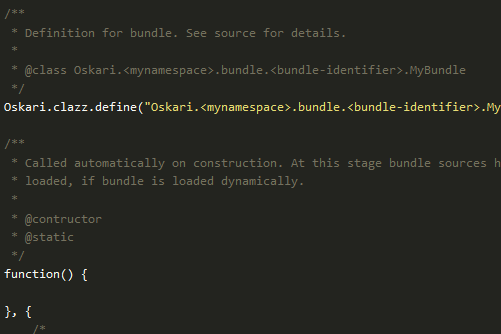 /**
 * Definition for bundle. See source for details.
 *
 * @class Oskari.<mynamespace>.bundle.<bundle-identifier>.MyBundle
 */
Oskari.clazz.define("Oskari.<mynamespace>.bundle.<bundle-identifier>.My
/**
 * Called automatically on construction. At this stage bundle sources h
 * loaded, if bundle is loaded dynamically.
 *
 * @contructor
 * @static
 */
function() {
}, {
    /*